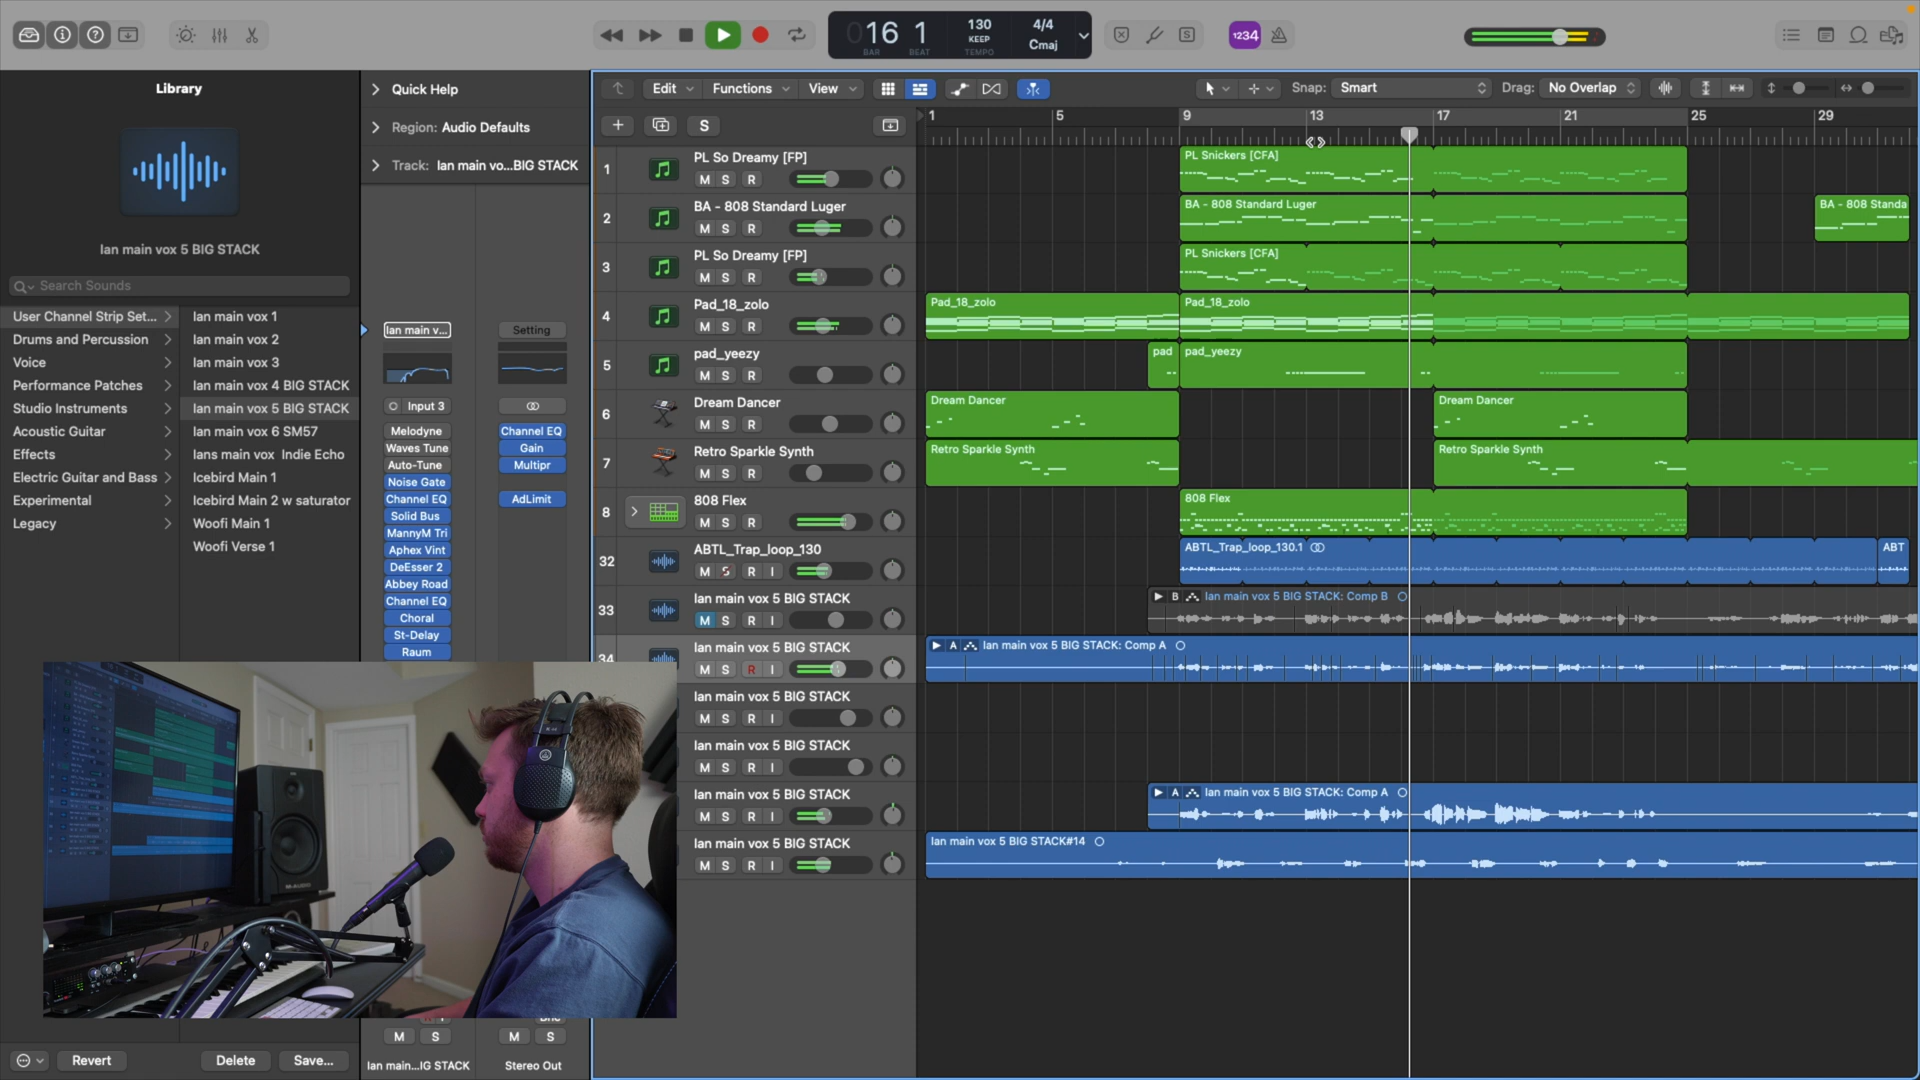 16 1
BAR BEAT
130
KEEP
TEMPO
4/4
Cmaj
1234
Library
Ian main vox 5 BIG STACK
Search Sounds
User Channel Strip Set...
Drums and Percussion
Voice
Performance Patches
Studio Instruments
Acoustic Guitar
Effects
Electric Guitar and Bass
Experimental
Legacy
Ian main vox 1
Ian main vox 2
Ian main vox 3
Ian main vox 4 BIG STACK
Ian main vox 5 BIG STACK
Ian main vox 6 SM57
Ians main vox Indie Echo
Icebird Main 1
Icebird Main 2 w saturator
Woofi Main 1
Woofi Verse 1
Revert
Delete
Save...
Quick Help
Region: Audio Defaults
Track: Ian main vo...BIG STACK
Ian main v...
Input 3
Melodyne
Waves Tune
Auto-Tune
Noise Gate
Channel EQ
Solid Bus
MannyM Tri
Aphex Vint
DeEsser 2
Abbey Road
Channel EQ
Choral
St-Delay
Raum
M S
Ian main...IG STACK
Setting
Channel EQ
Gain
Multipr
AdLimit
M S
Stereo Out
Edit
Functions
View
Snap: Smart
Drag: No Overlap
S
1 5 9 13 17 21 25 29
1
PL So Dreamy [FP]
M S R
PL Snickers [CFA]
2
BA - 808 Standard Luger
M S R
BA - 808 Standard Luger
BA - 808 Standa
3
PL So Dreamy [FP]
M S R
PL Snickers [CFA]
4
Pad_18_zolo
M S R
Pad_18_zolo
Pad_18_zolo
5
pad_yeezy
M S R
pad
pad_yeezy
6
Dream Dancer
M S R
Dream Dancer
Dream Dancer
7
Retro Sparkle Synth
M S R
Retro Sparkle Synth
Retro Sparkle Synth
8
808 Flex
M S R
808 Flex
32
ABTL_Trap_loop_130
M S R I
ABTL_Trap_loop_130.1
ABT
33
Ian main vox 5 BIG STACK
M S R I
B Ian main vox 5 BIG STACK: Comp B
34
Ian main vox 5 BIG STACK
M S R I
A Ian main vox 5 BIG STACK: Comp A
Ian main vox 5 BIG STACK
M S R I
Ian main vox 5 BIG STACK
M S R I
Ian main vox 5 BIG STACK
M S R I
A Ian main vox 5 BIG STACK: Comp A
Ian main vox 5 BIG STACK
M S R I
Ian main vox 5 BIG STACK#14
M-AUDIO